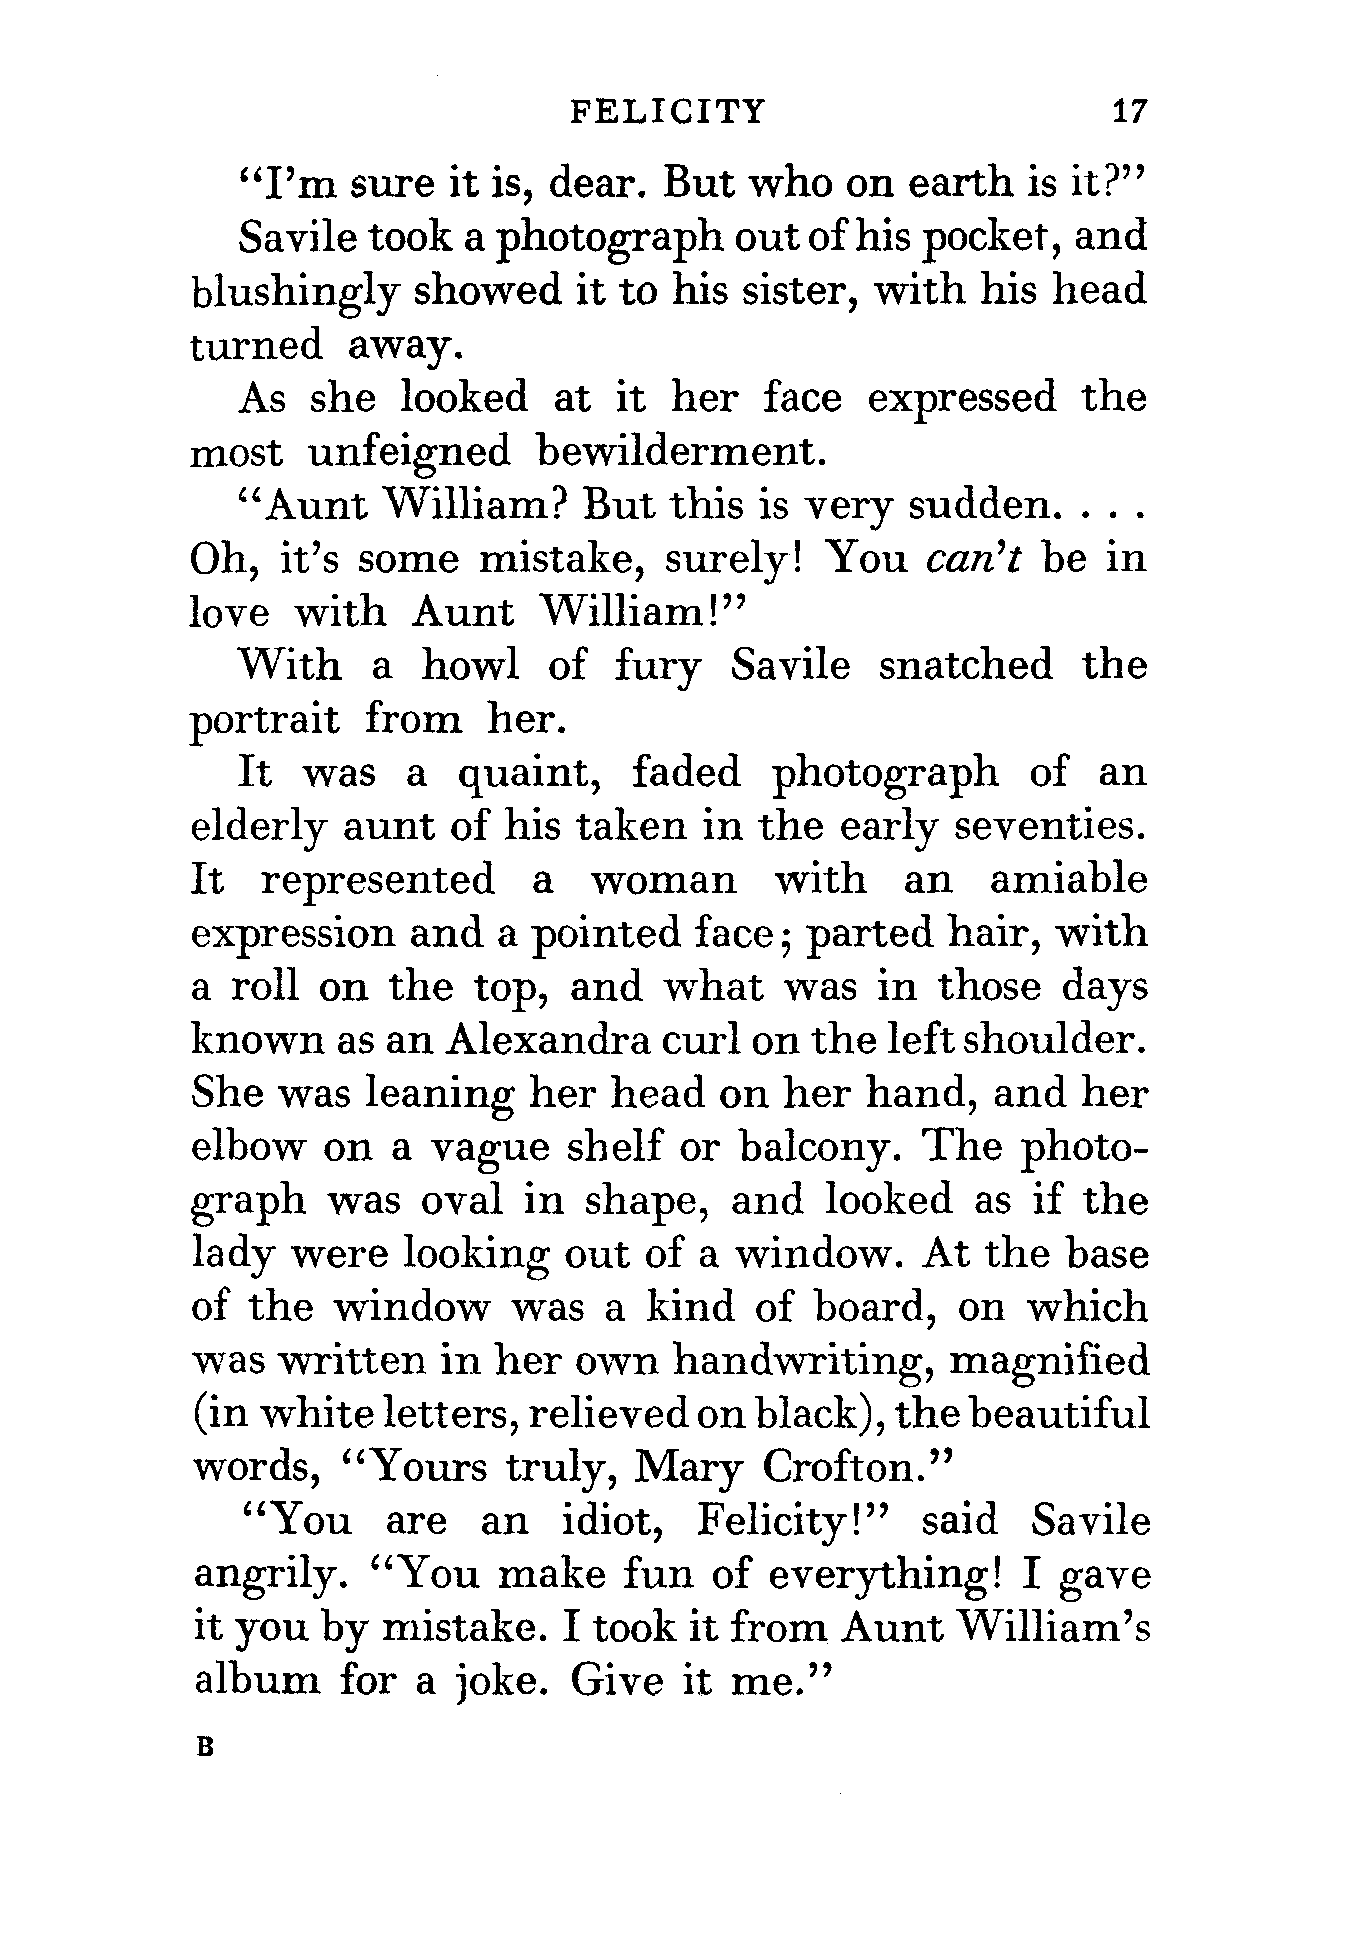 FELICITY 17
“I’m sure it is, dear. But who on earth is it?”
Savile took a photograph out of his pocket, and
blushingly showed it to his sister, with his head
turned away.
As she looked at it her face expressed the
most unfeigned bewilderment.
“Aunt William? But this is very sudden. . . .
Oh, it’s some mistake, surely! You can’t be in
love with Aunt William!”
With a howl of fury Savile snatched the
portrait from her.
It was a quaint, faded photograph of an
elderly aunt of his taken in the early seventies.
It represented a woman with an amiable
expression and a pointed face; parted hair, with
a roll on the top, and what was in those days
known as an Alexandra curl on the left shoulder.
She was leaning her head on her hand, and her
elbow on a vague shelf or balcony. The photo-
graph was oval in shape, and looked as if the
lady were looking out of a window. At the base
of the window was a kind of board, on which
was written in her own handwriting, magnified
(in white letters, relieved on black), the beautiful
words, “Yours truly, Mary Crofton.”
“You are an idiot, Felicity!” said Savile
angrily. “You make fun of everything! I gave
it you by mistake. I took it from Aunt William’s
album for a joke. Give it me.”
B